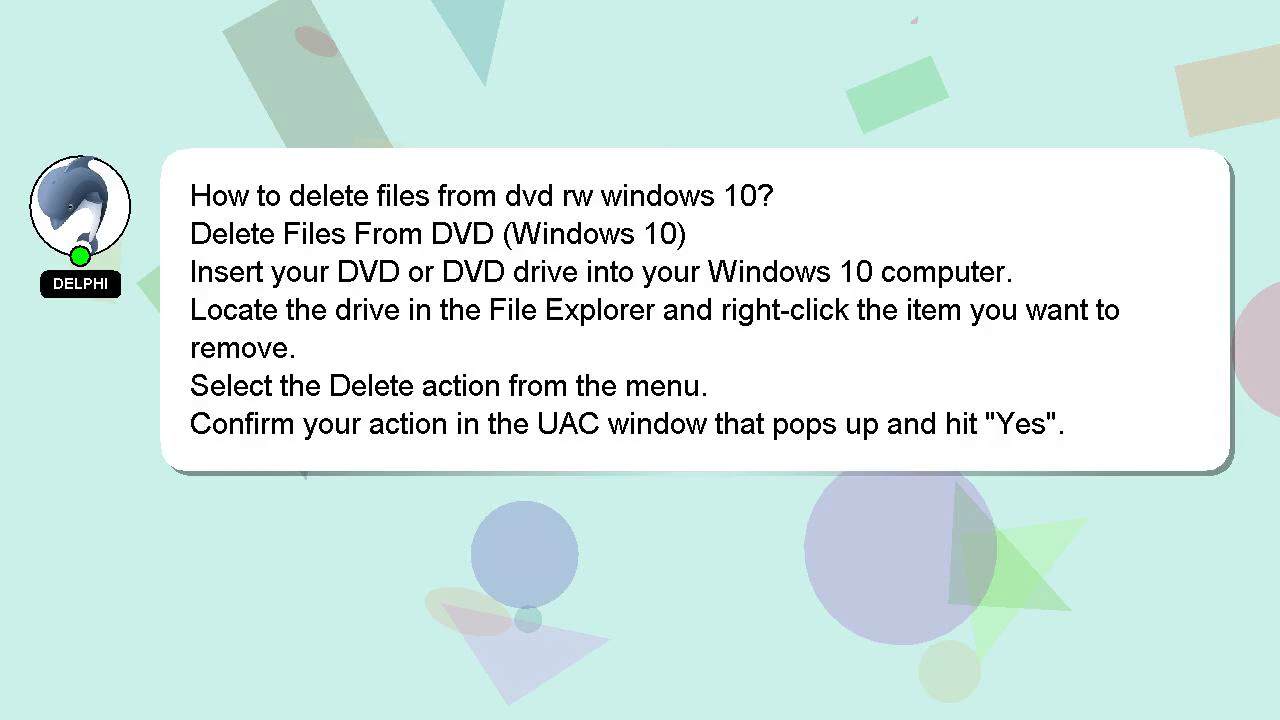 How to delete files from dvd rw windows 10?
Delete Files From DVD (Windows 10)
Insert your DVD or DVD drive into your Windows 10 computer.
Locate the drive in the File Explorer and right-click the item you want to
remove.
Select the Delete action from the menu.
Confirm your action in the UAC window that pops up and hit "Yes".
DELPHI